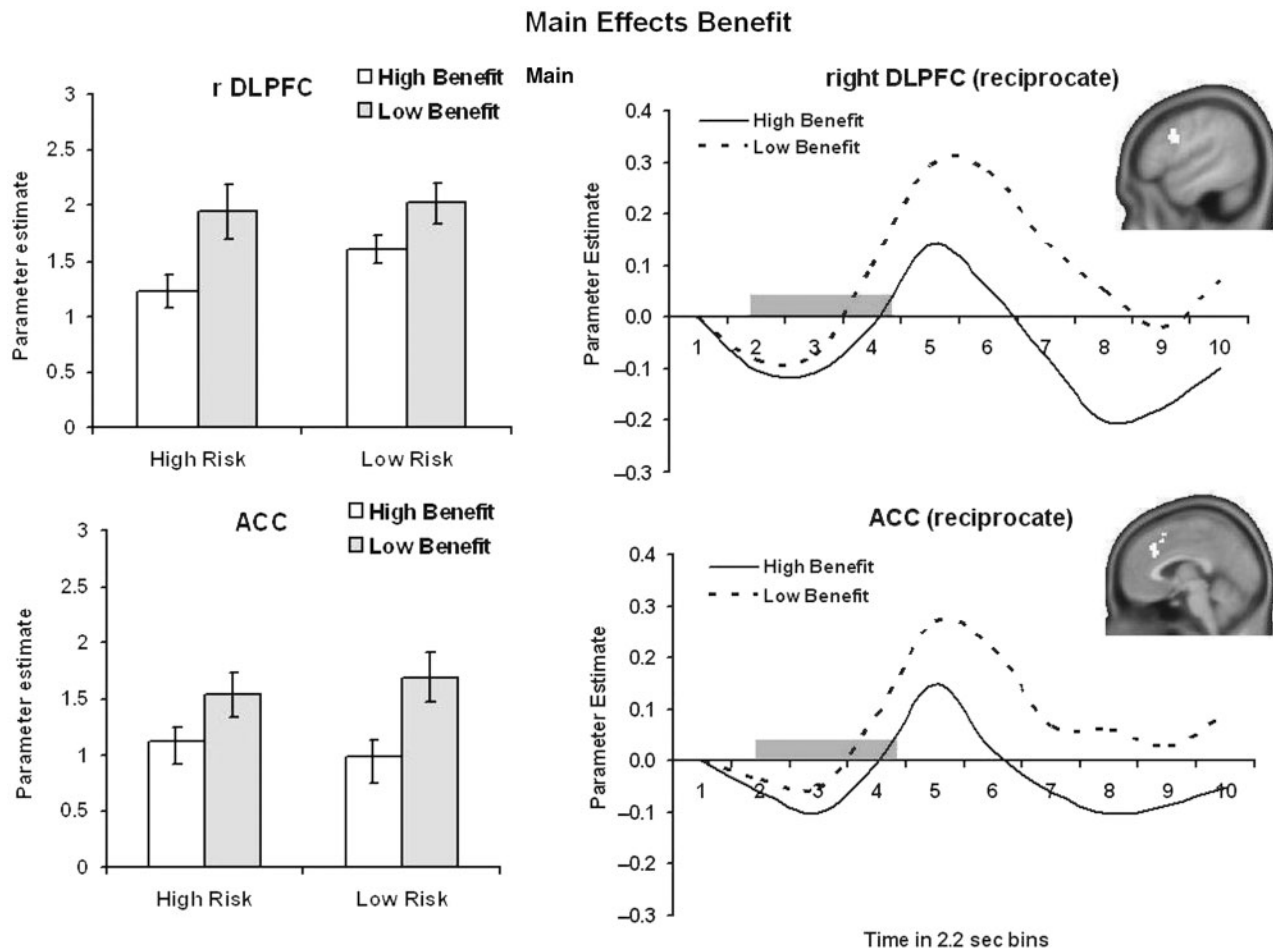 Main Effects Benefit
r DLPFC
High Benefit
Low Benefit
Main
Parameter estimate
3
2.5
2
1.5
1
0.5
0
High Risk
Low Risk
right DLPFC (reciprocate)
High Benefit
Low Benefit
Parameter Estimate
0.4
0.3
0.2
0.1
0.0
–0.1
–0.2
–0.3
1 2 3 4 5 6 7 8 9 10
ACC
High Benefit
Low Benefit
Parameter estimate
3
2.5
2
1.5
1
0.5
0
High Risk
Low Risk
ACC (reciprocate)
High Benefit
Low Benefit
Parameter Estimate
0.4
0.3
0.2
0.1
0.0
–0.1
–0.2
–0.3
1 2 3 4 5 6 7 8 9 10
Time in 2.2 sec bins